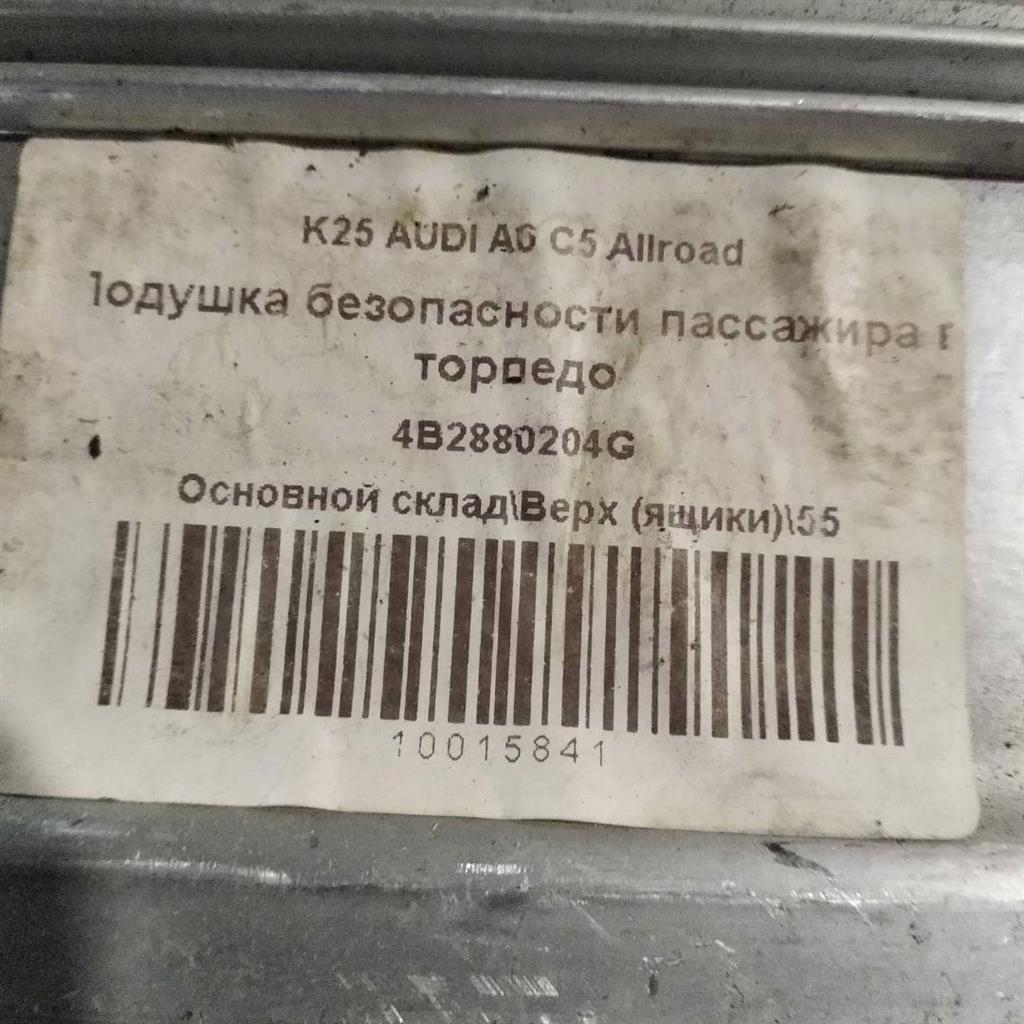 K25 AUDI A6 C5 Allroad
Подушка безопасности пассажира в
торпедо
4B2880204G
Основной склад\Верх (ящики)\55
10015841